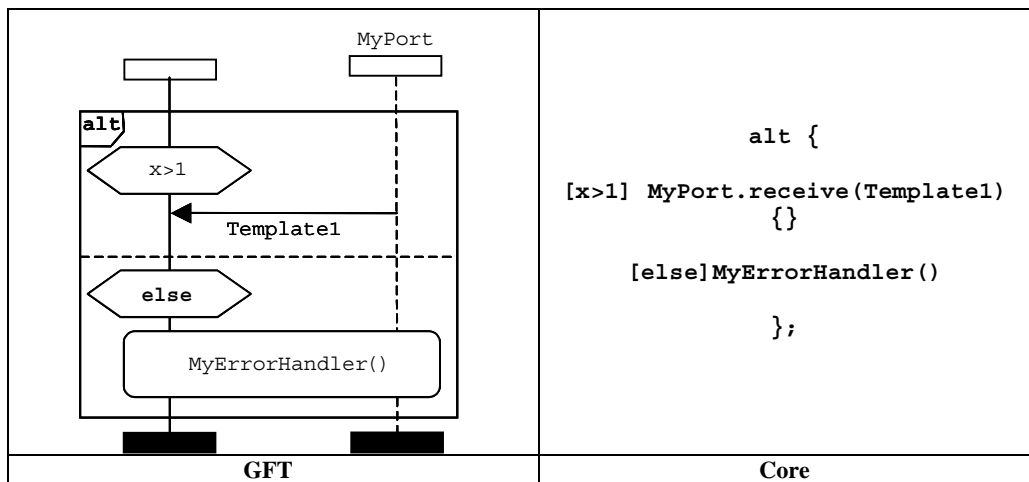 MyPort
alt
x>1
Template1
else
MyErrorHandler()
alt {
[x>1] MyPort.receive(Template1)
{}
[else]MyErrorHandler()
};
GFT
Core